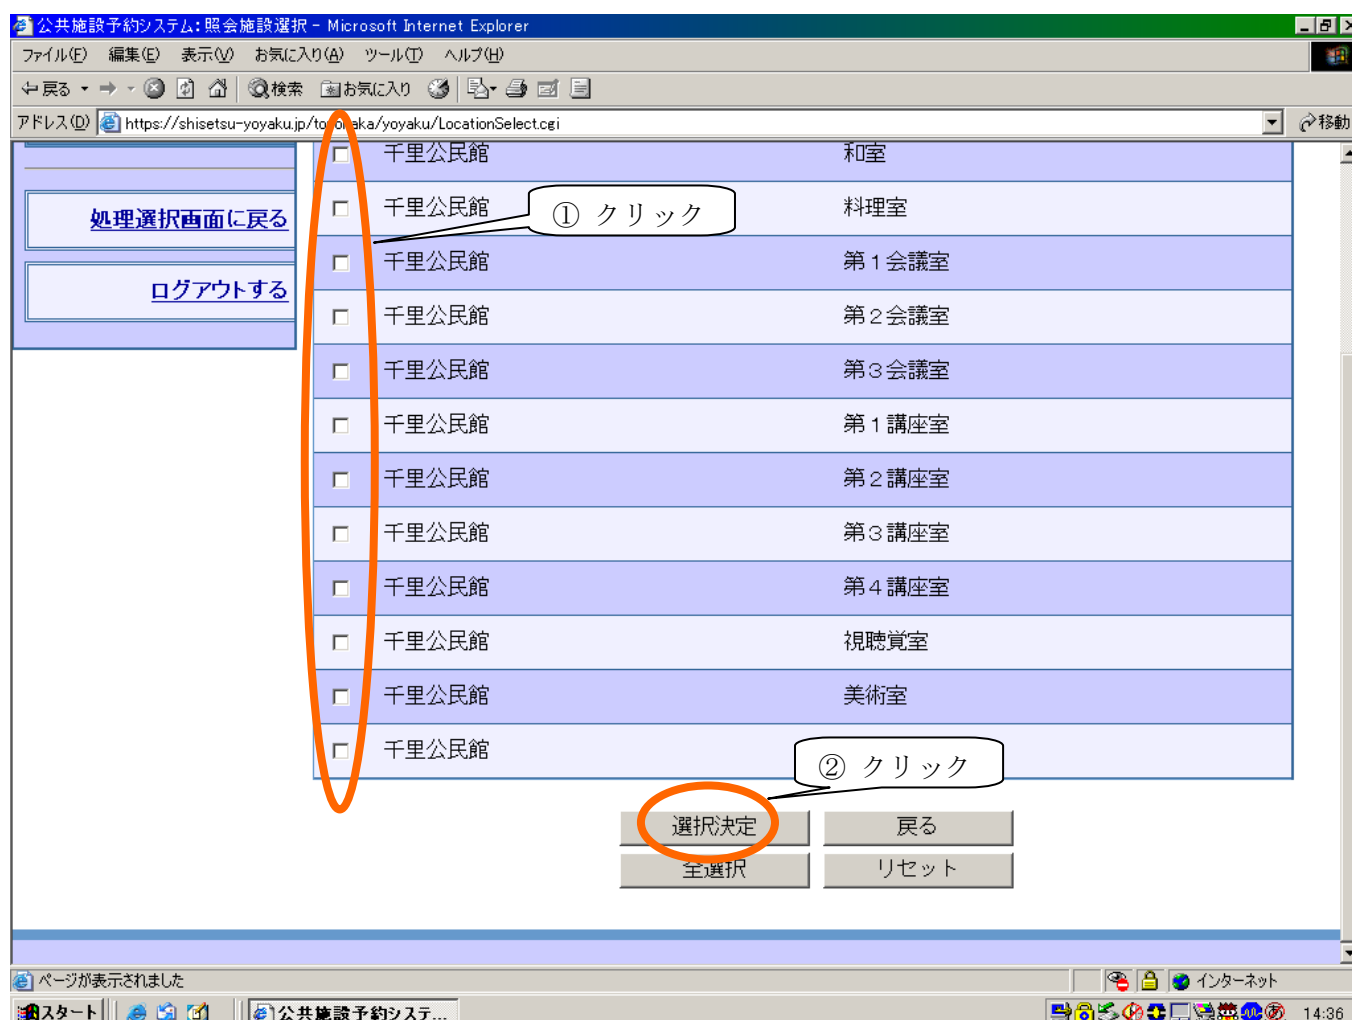 公共施設予約システム：照会施設選択 - Microsoft Internet Explorer
ファイル(F) 編集(E) 表示(V) お気に入り(A) ツール(T) ヘルプ(H)
戻る 検索 お気に入り
アドレス(D) https://shisetsu-yoyaku.jp/toyonaka/yoyaku/LocationSelect.cgi 移動
千里公民館 和室
処理選択画面に戻る
千里公民館 料理室
① クリック
千里公民館 第１会議室
ログアウトする
千里公民館 第２会議室
千里公民館 第３会議室
千里公民館 第１講座室
千里公民館 第２講座室
千里公民館 第３講座室
千里公民館 第４講座室
千里公民館 視聴覚室
千里公民館 美術室
千里公民館
② クリック
選択決定 戻る
全選択 リセット
ページが表示されました インターネット
スタート 公共施設予約システ... 14:36